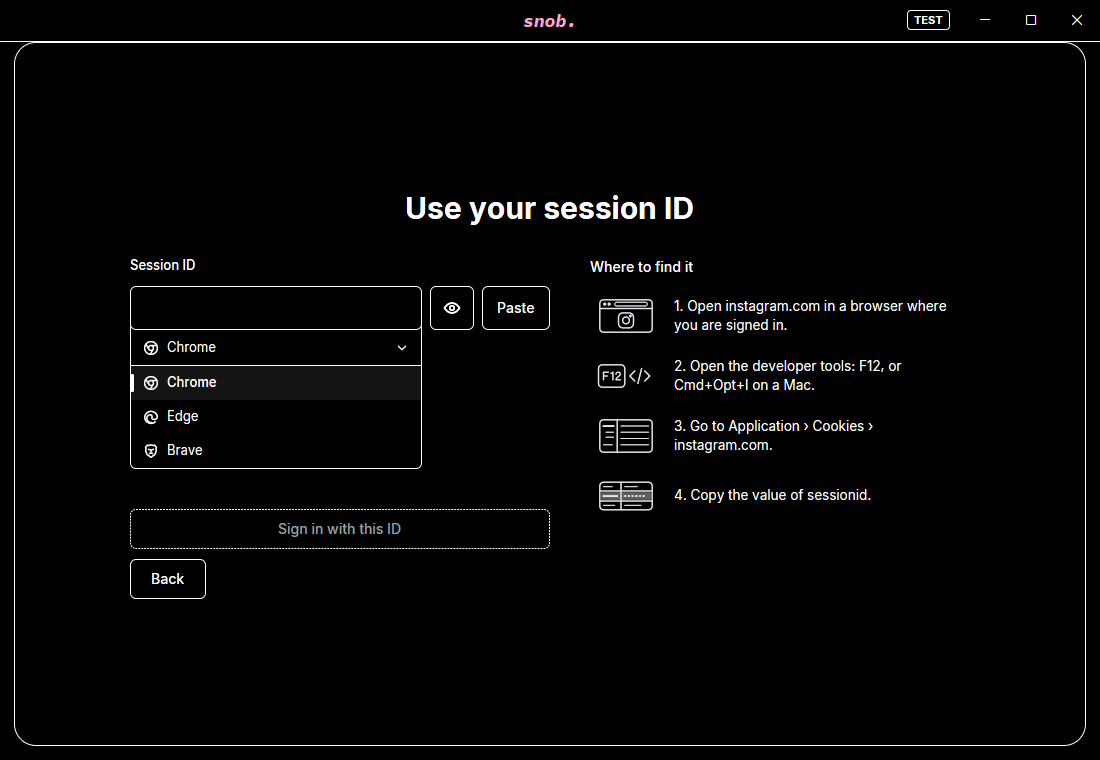 snob.
TEST
Use your session ID
Session ID
Paste
Chrome
Chrome
Edge
Brave
Sign in with this ID
Back
Where to find it
1. Open instagram.com in a browser where
you are signed in.
F12 </>
2. Open the developer tools: F12, or
Cmd+Opt+I on a Mac.
3. Go to Application › Cookies ›
instagram.com.
4. Copy the value of sessionid.